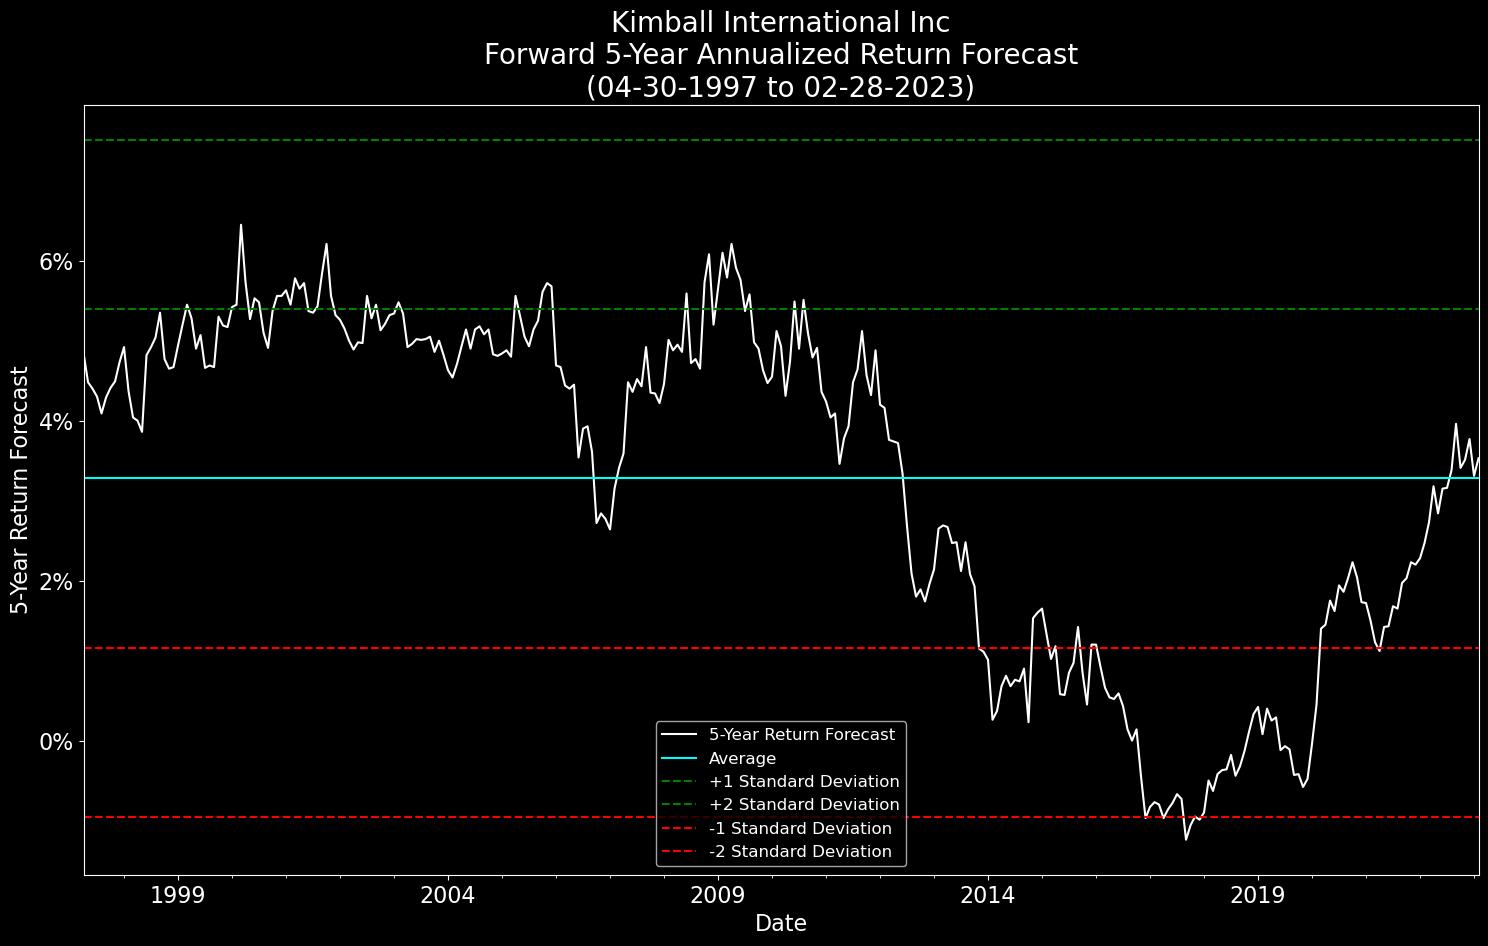 Kimball International Inc
Forward 5-Year Annualized Return Forecast
(04-30-1997 to 02-28-2023)
5-Year Return Forecast
6%
4%
2%
0%
5-Year Return Forecast
Average
+1 Standard Deviation
+2 Standard Deviation
-1 Standard Deviation
-2 Standard Deviation
1999 2004 2009 2014 2019
Date